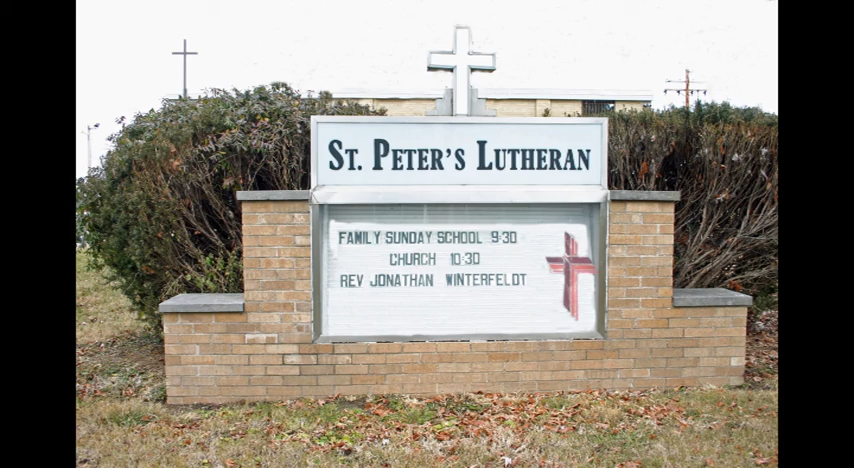 St. Peter's Lutheran
FAMILY SUNDAY SCHOOL 9:30
CHURCH 10:30
REV JONATHAN WINTERFELDT